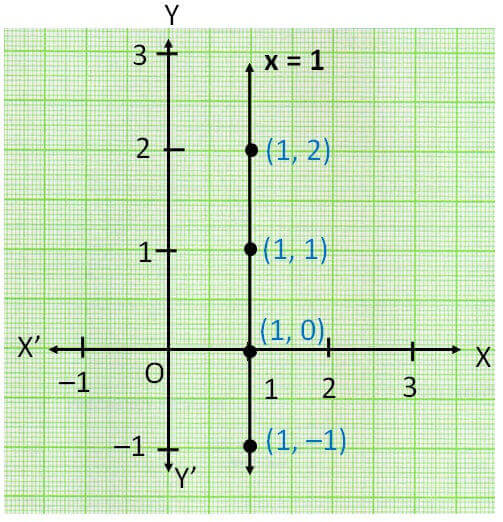 Y
3
x = 1
2
(1, 2)
1
(1, 1)
(1, 0)
X’
X
–1
O
1
2
3
–1
(1, –1)
Y’